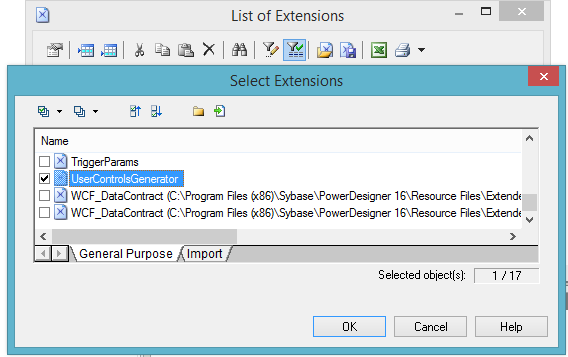 List of Extensions
Select Extensions
Name
TriggerParams
UserControlsGenerator
WCF_DataContract (C:\Program Files (x86)\Sybase\PowerDesigner 16\Resource Files\Extende
WCF_DataContract (C:\Program Files (x86)\Sybase\PowerDesigner 16\Resource Files\Extende
General Purpose Import
Selected object(s): 1 / 17
OK Cancel Help